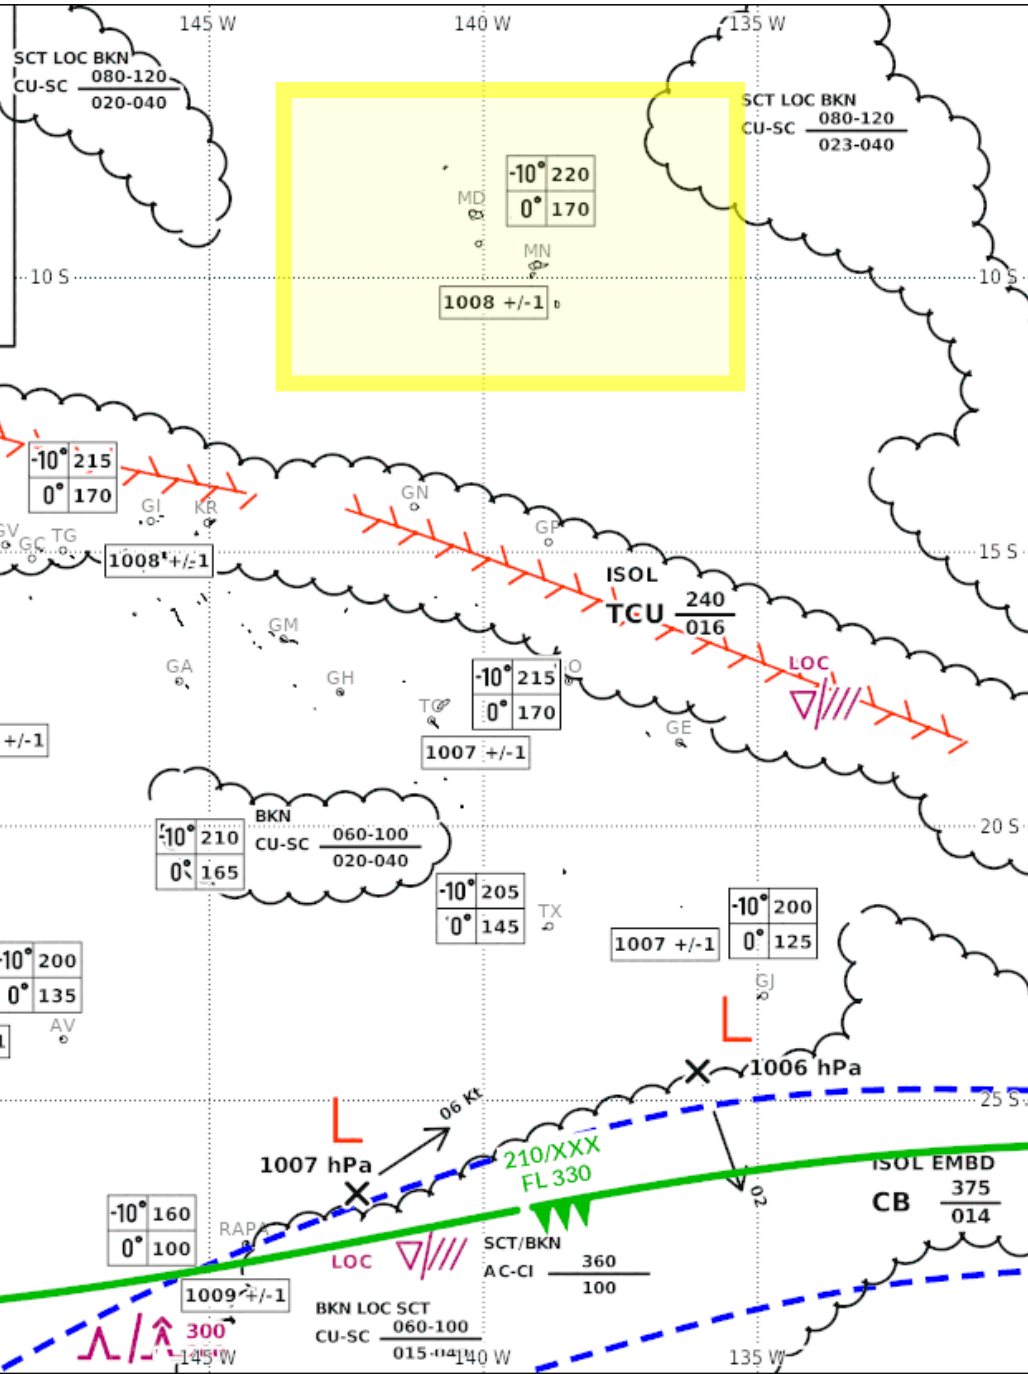 145 W
140 W
135 W
SCT LOC BKN
CU-SC 080-120
020-040
SCT LOC BKN
CU-SC 080-120
023-040
-10° 220
0° 170
MD
MN
10 S
10 S
1008 +/-1
-10° 215
0° 170
GI
KR
GN
GP
GV
GC
TG
1008 +/-1
15 S
ISOL
TCU 240
016
GM
LOC
GA
GH
-10° 215
0° 170
O
GE
+/-1
1007 +/-1
BKN
CU-SC 060-100
020-040
-10° 210
0° 165
20 S
-10° 205
0° 145
TX
-10° 200
0° 125
1007 +/-1
-10° 200
0° 135
GJ
AV
L
1006 hPa
25 S
06 Kt
L
1007 hPa
210/XXX
FL 330
02
ISOL EMBD
CB 375
014
-10° 160
0° 100
RAPA
LOC
SCT/BKN
AC-CI 360
100
1009 +/-1
BKN LOC SCT
CU-SC 060-100
300
145 W
140 W
135 W